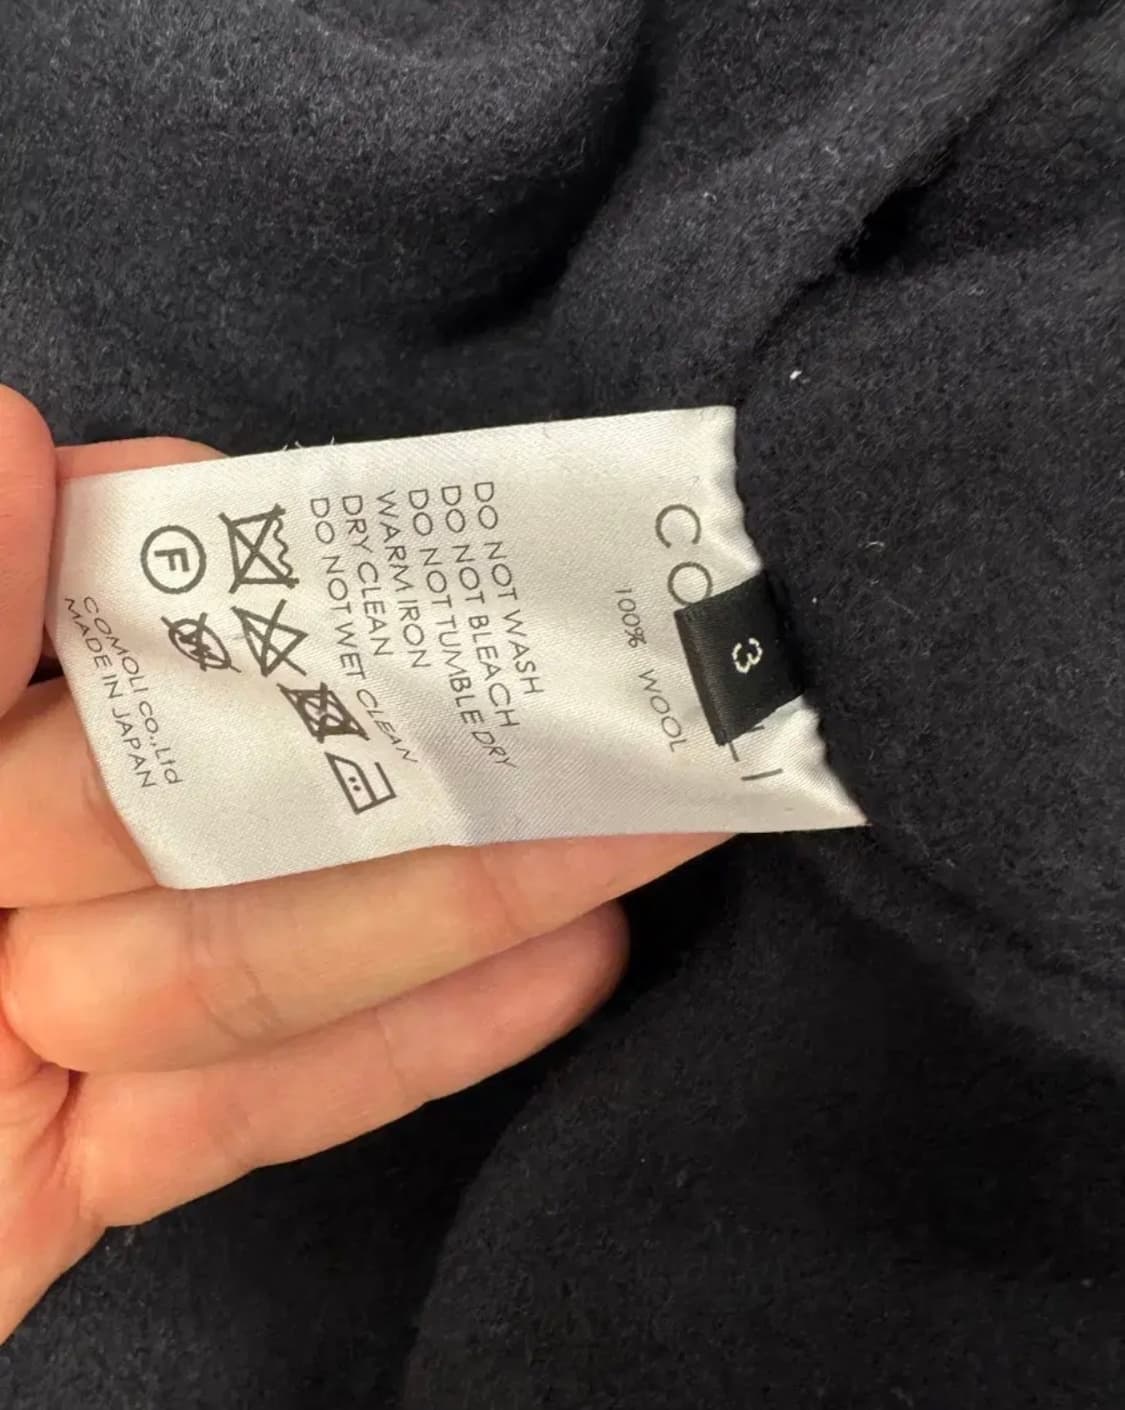 CO
LI
3
100% WOOL
DO NOT WASH
DO NOT BLEACH
DO NOT TUMBLE DRY
WARM IRON
DRY CLEAN
DO NOT WET CLEAN
F
COMOLI CO.,Ltd
MADE IN JAPAN